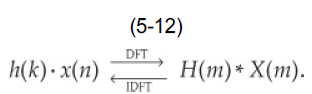 (5-12)
DFT
h(k)·x(n) ⟶ ⟵ H(m)∗X(m).
IDFT